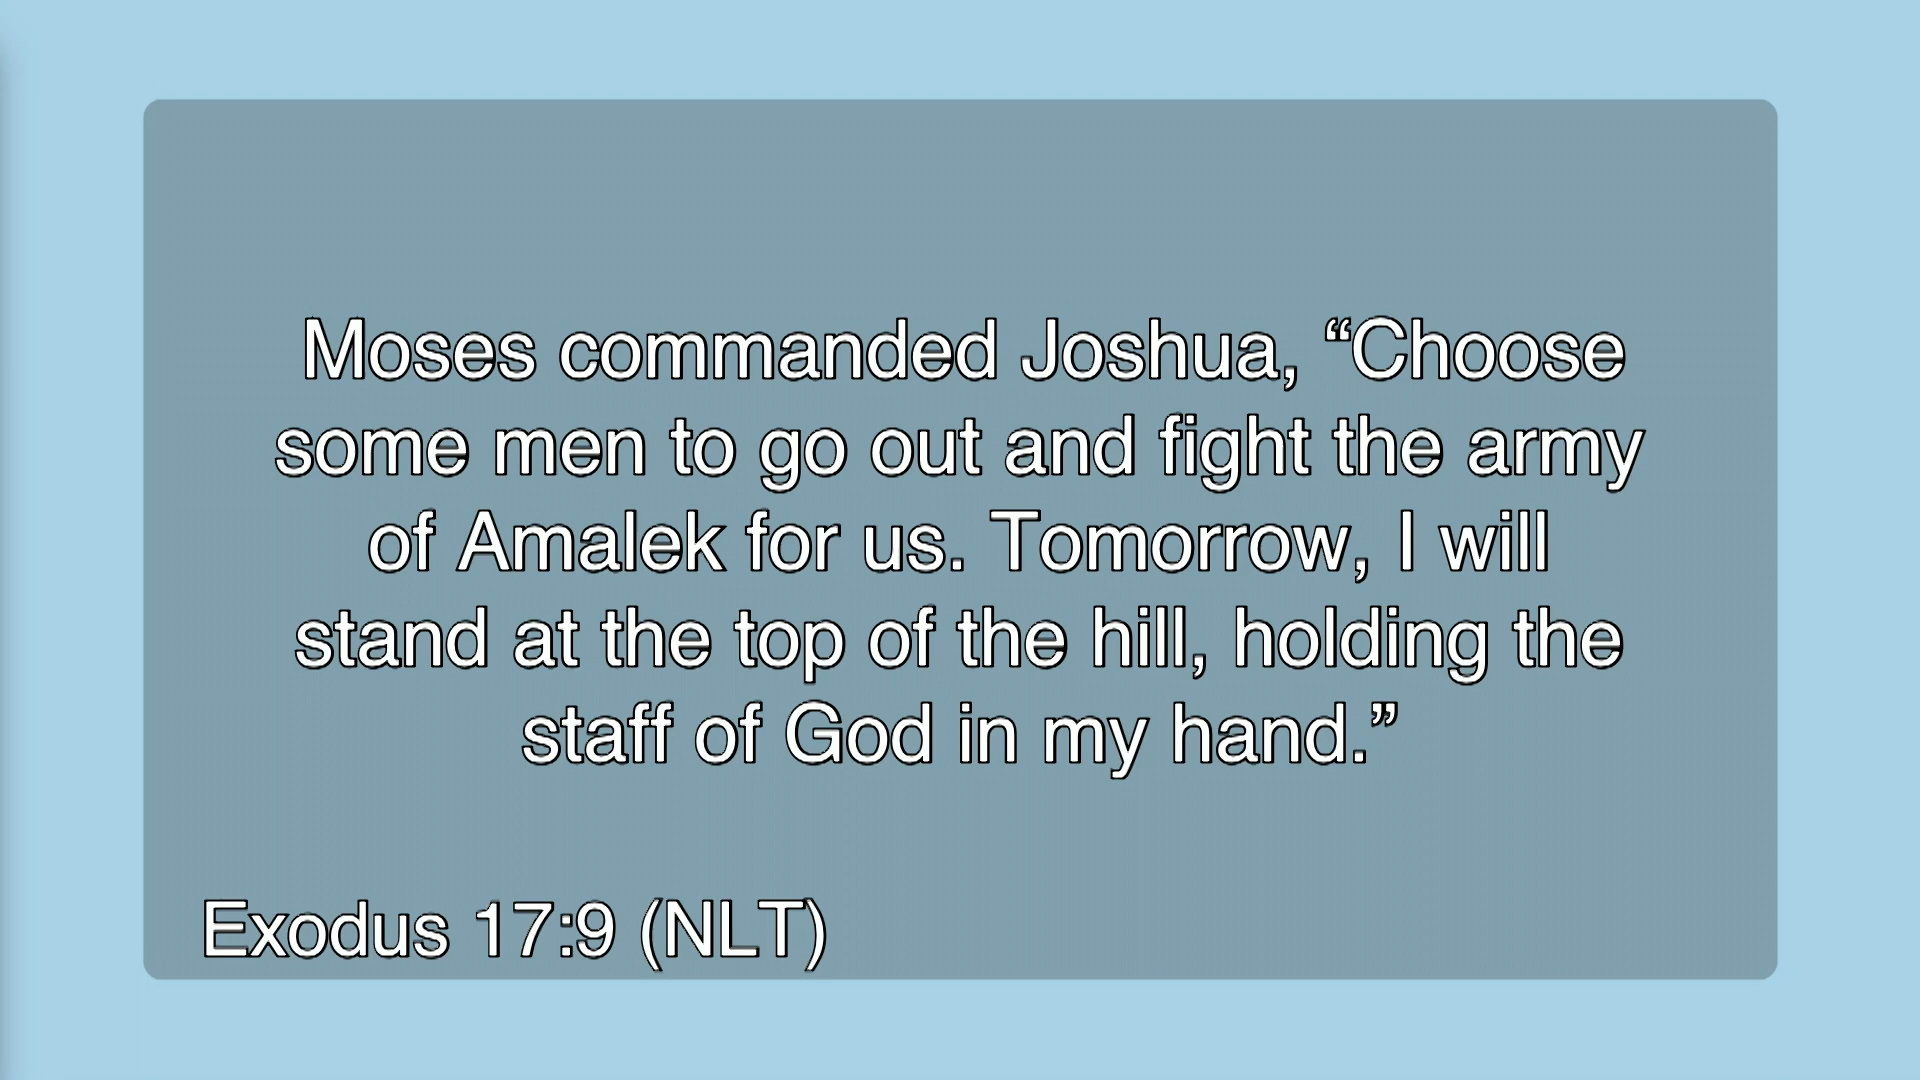 Moses commanded Joshua, “Choose
some men to go out and fight the army
of Amalek for us. Tomorrow, I will
stand at the top of the hill, holding the
staff of God in my hand.”
Exodus 17:9 (NLT)